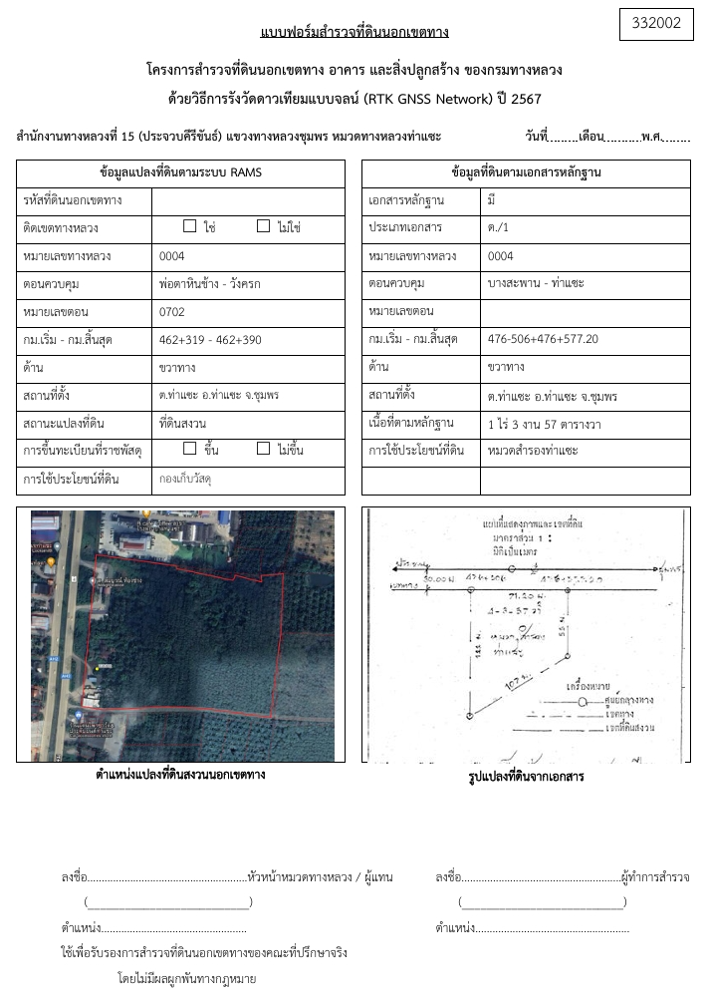 332002
แบบฟอร์มสำรวจที่ดินนอกเขตทาง
โครงการสำรวจที่ดินนอกเขตทาง อาคาร และสิ่งปลูกสร้าง ของกรมทางหลวง
ด้วยวิธีการรังวัดดาวเทียมแบบจลน์ (RTK GNSS Network) ปี 2567
สำนักงานทางหลวงที่ 15 (ประจวบคีรีขันธ์) แขวงทางหลวงชุมพร หมวดทางหลวงท่าแซะ วันที่........เดือน..........พ.ศ........
ข้อมูลแปลงที่ดินตามระบบ RAMS
รหัสที่ดินนอกเขตทาง
ติดเขตทางหลวง ☐ ใช่ ☐ ไม่ใช่
หมายเลขทางหลวง 0004
ตอนควบคุม พ่อตาหินช้าง - วังครก
หมายเลขตอน 0702
กม.เริ่ม - กม.สิ้นสุด 462+319 - 462+390
ด้าน ขวาทาง
สถานที่ตั้ง ต.ท่าแซะ อ.ท่าแซะ จ.ชุมพร
สถานะแปลงที่ดิน ที่ดินสงวน
การขึ้นทะเบียนที่ราชพัสดุ ☐ ขึ้น ☐ ไม่ขึ้น
การใช้ประโยชน์ที่ดิน กองเก็บวัสดุ
ข้อมูลที่ดินตามเอกสารหลักฐาน
เอกสารหลักฐาน มี
ประเภทเอกสาร ต./1
หมายเลขทางหลวง 0004
ตอนควบคุม บางสะพาน - ท่าแซะ
หมายเลขตอน
กม.เริ่ม - กม.สิ้นสุด 476-506+476+577.20
ด้าน ขวาทาง
สถานที่ตั้ง ต.ท่าแซะ อ.ท่าแซะ จ.ชุมพร
เนื้อที่ตามหลักฐาน 1 ไร่ 3 งาน 57 ตารางวา
การใช้ประโยชน์ที่ดิน หมวดสำรองท่าแซะ
แผนที่แสดงภาพและเขตที่ดิน
มาตราส่วน 1 :
มิติเป็นเมตร
71.20 ม.
ท่าแซะ
55 ม.
107 ม.
เครื่องหมาย
ศูนย์กลางทาง
เขตทาง
เขตที่ดินสงวน
ตำแหน่งแปลงที่ดินสงวนนอกเขตทาง
รูปแปลงที่ดินจากเอกสาร
ลงชื่อ........................................................หัวหน้าหมวดทางหลวง / ผู้แทน
(__________________________)
ตำแหน่ง..................................................
ใช้เพื่อรับรองการสำรวจที่ดินนอกเขตทางของคณะที่ปรึกษาจริง
โดยไม่มีผลผูกพันทางกฎหมาย
ลงชื่อ........................................................ผู้ทำการสำรวจ
(__________________________)
ตำแหน่ง.....................................................